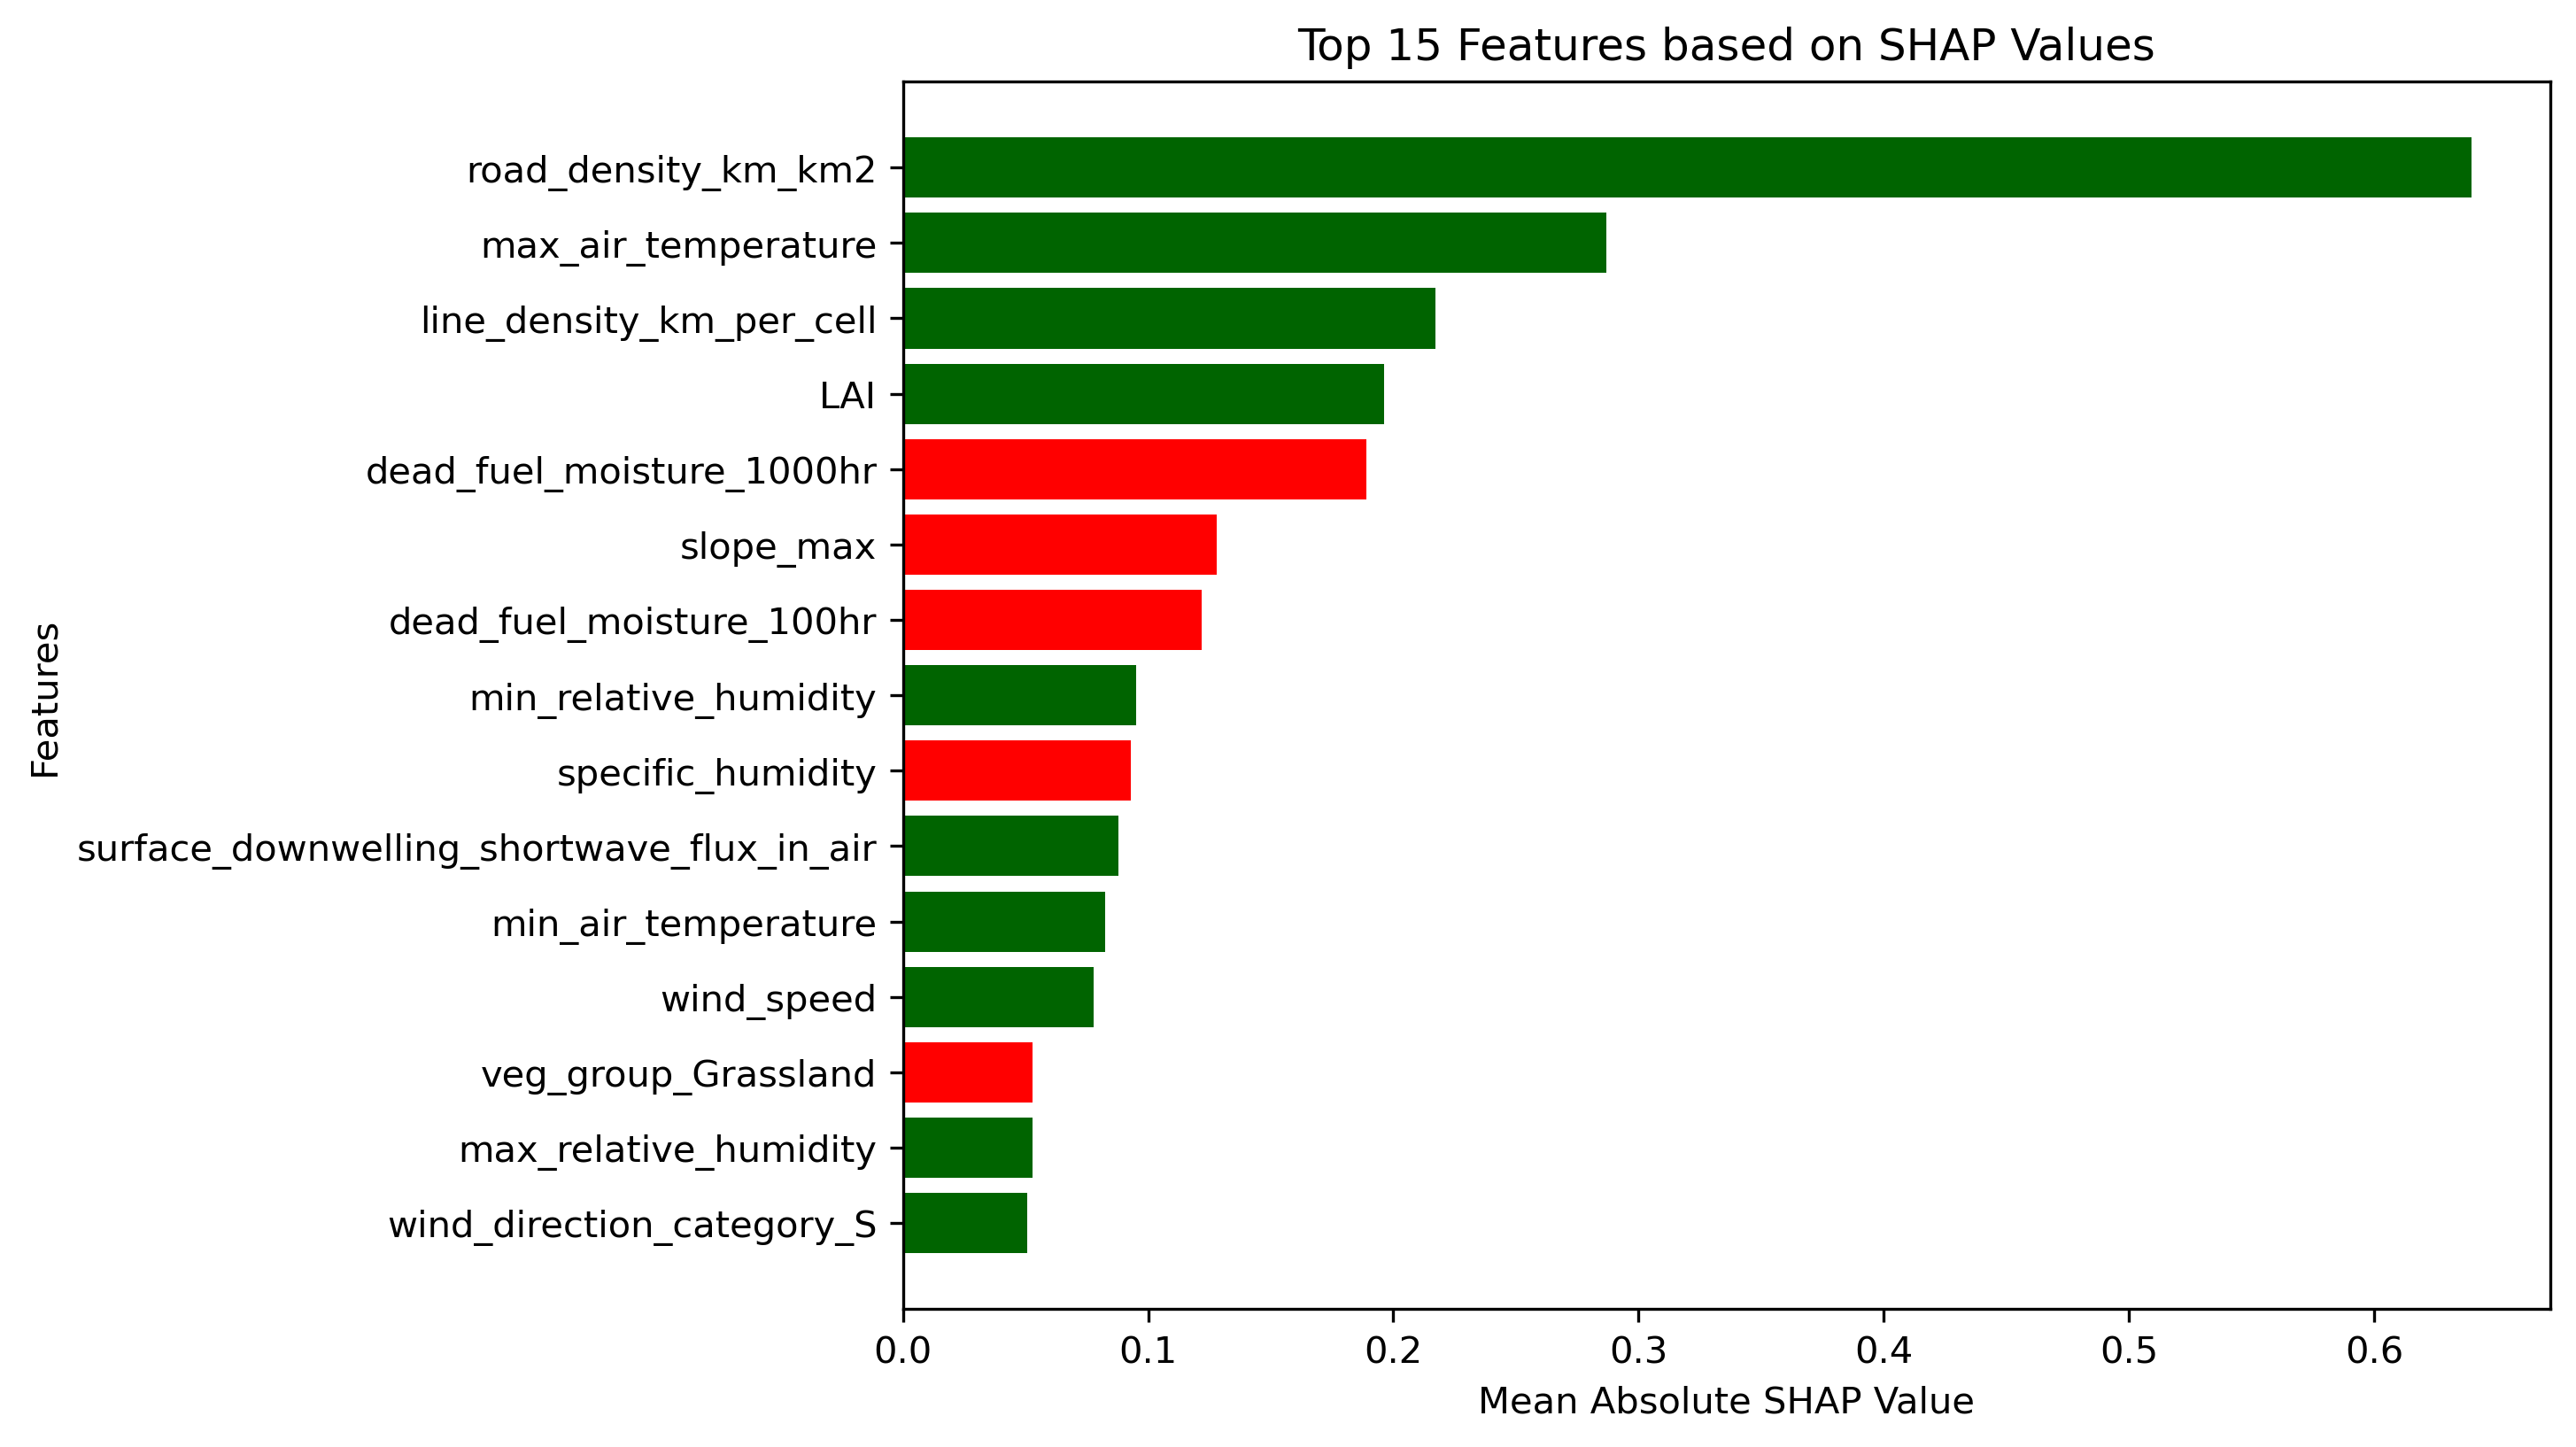 Top 15 Features based on SHAP Values
Features
road_density_km_km2
max_air_temperature
line_density_km_per_cell
LAI
dead_fuel_moisture_1000hr
slope_max
dead_fuel_moisture_100hr
min_relative_humidity
specific_humidity
surface_downwelling_shortwave_flux_in_air
min_air_temperature
wind_speed
veg_group_Grassland
max_relative_humidity
wind_direction_category_S
0.0 0.1 0.2 0.3 0.4 0.5 0.6
Mean Absolute SHAP Value